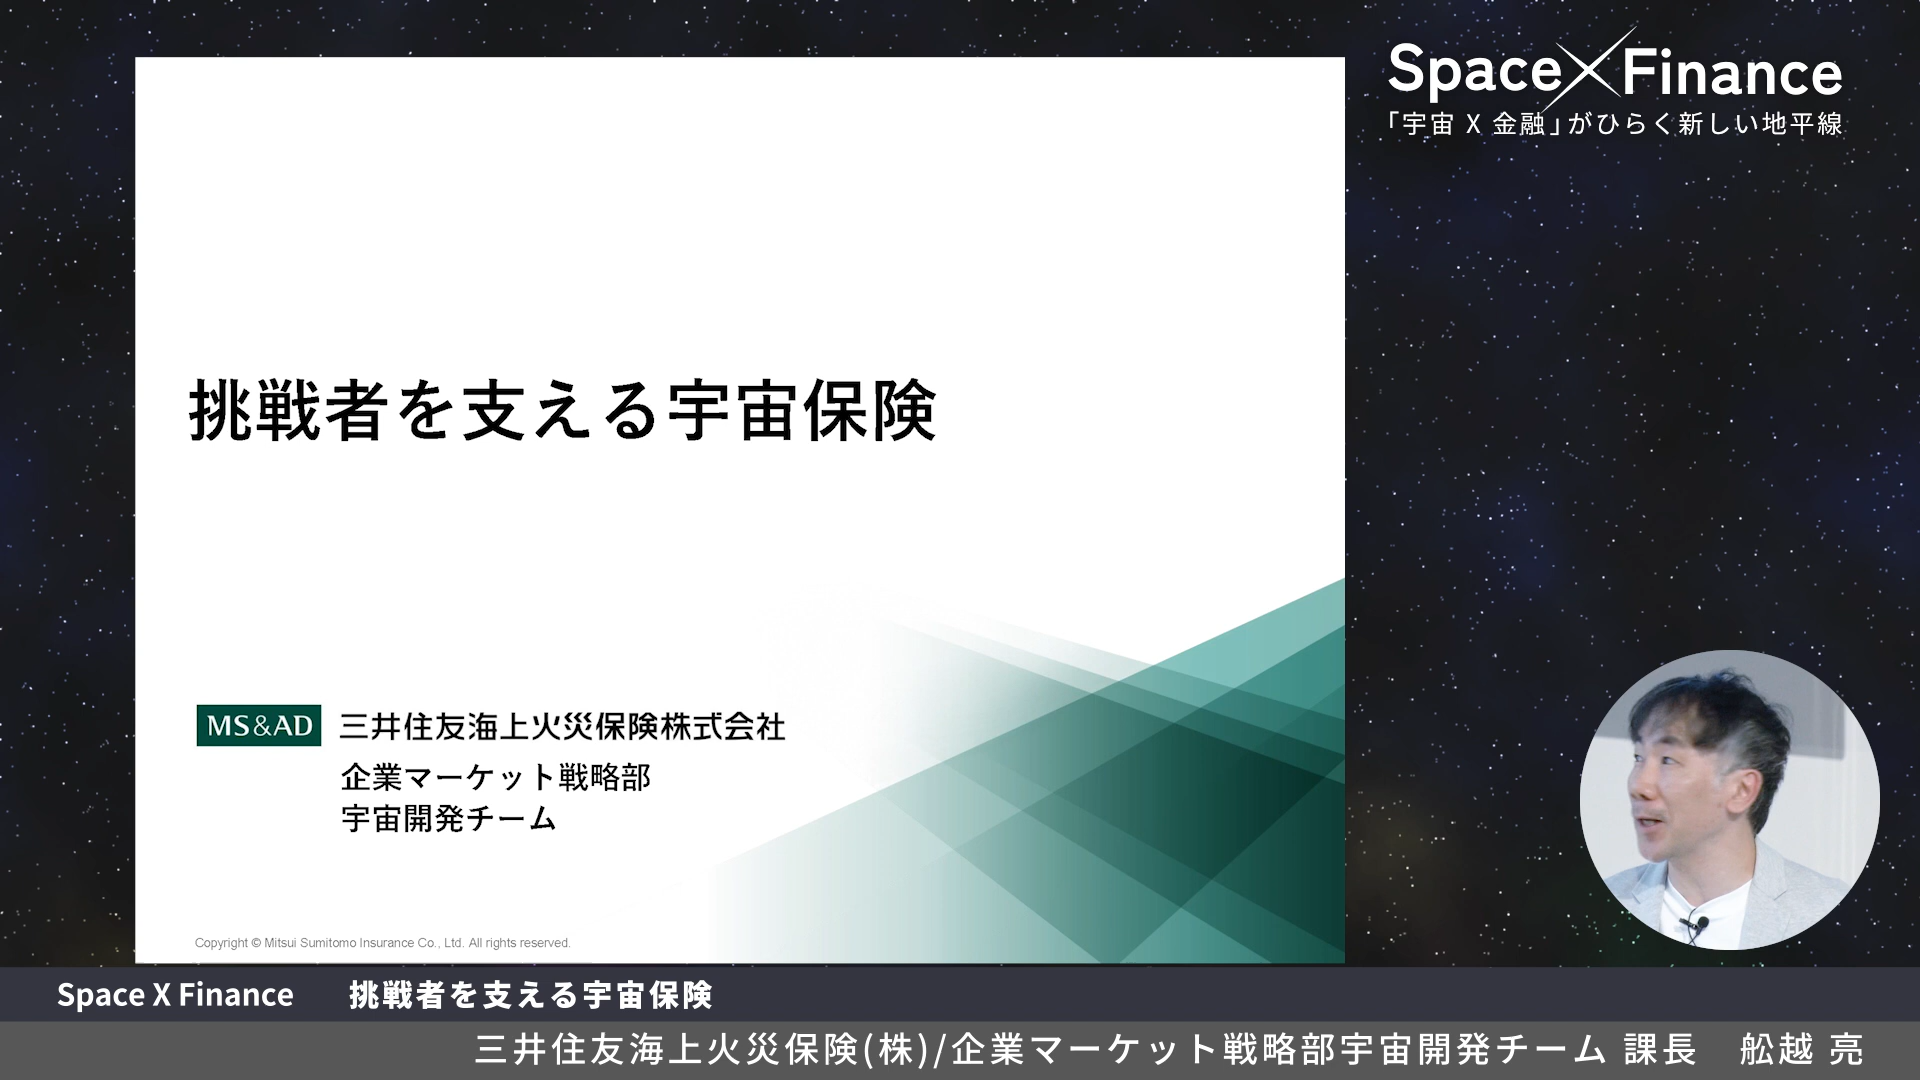 Space X Finance
「宇宙 X 金融」がひらく新しい地平線
挑戦者を支える宇宙保険
MS&AD 三井住友海上火災保険株式会社
企業マーケット戦略部
宇宙開発チーム
Copyright © Mitsui Sumitomo Insurance Co., Ltd. All rights reserved.
Space X Finance 挑戦者を支える宇宙保険
三井住友海上火災保険(株)/企業マーケット戦略部宇宙開発チーム 課長 舩越 亮